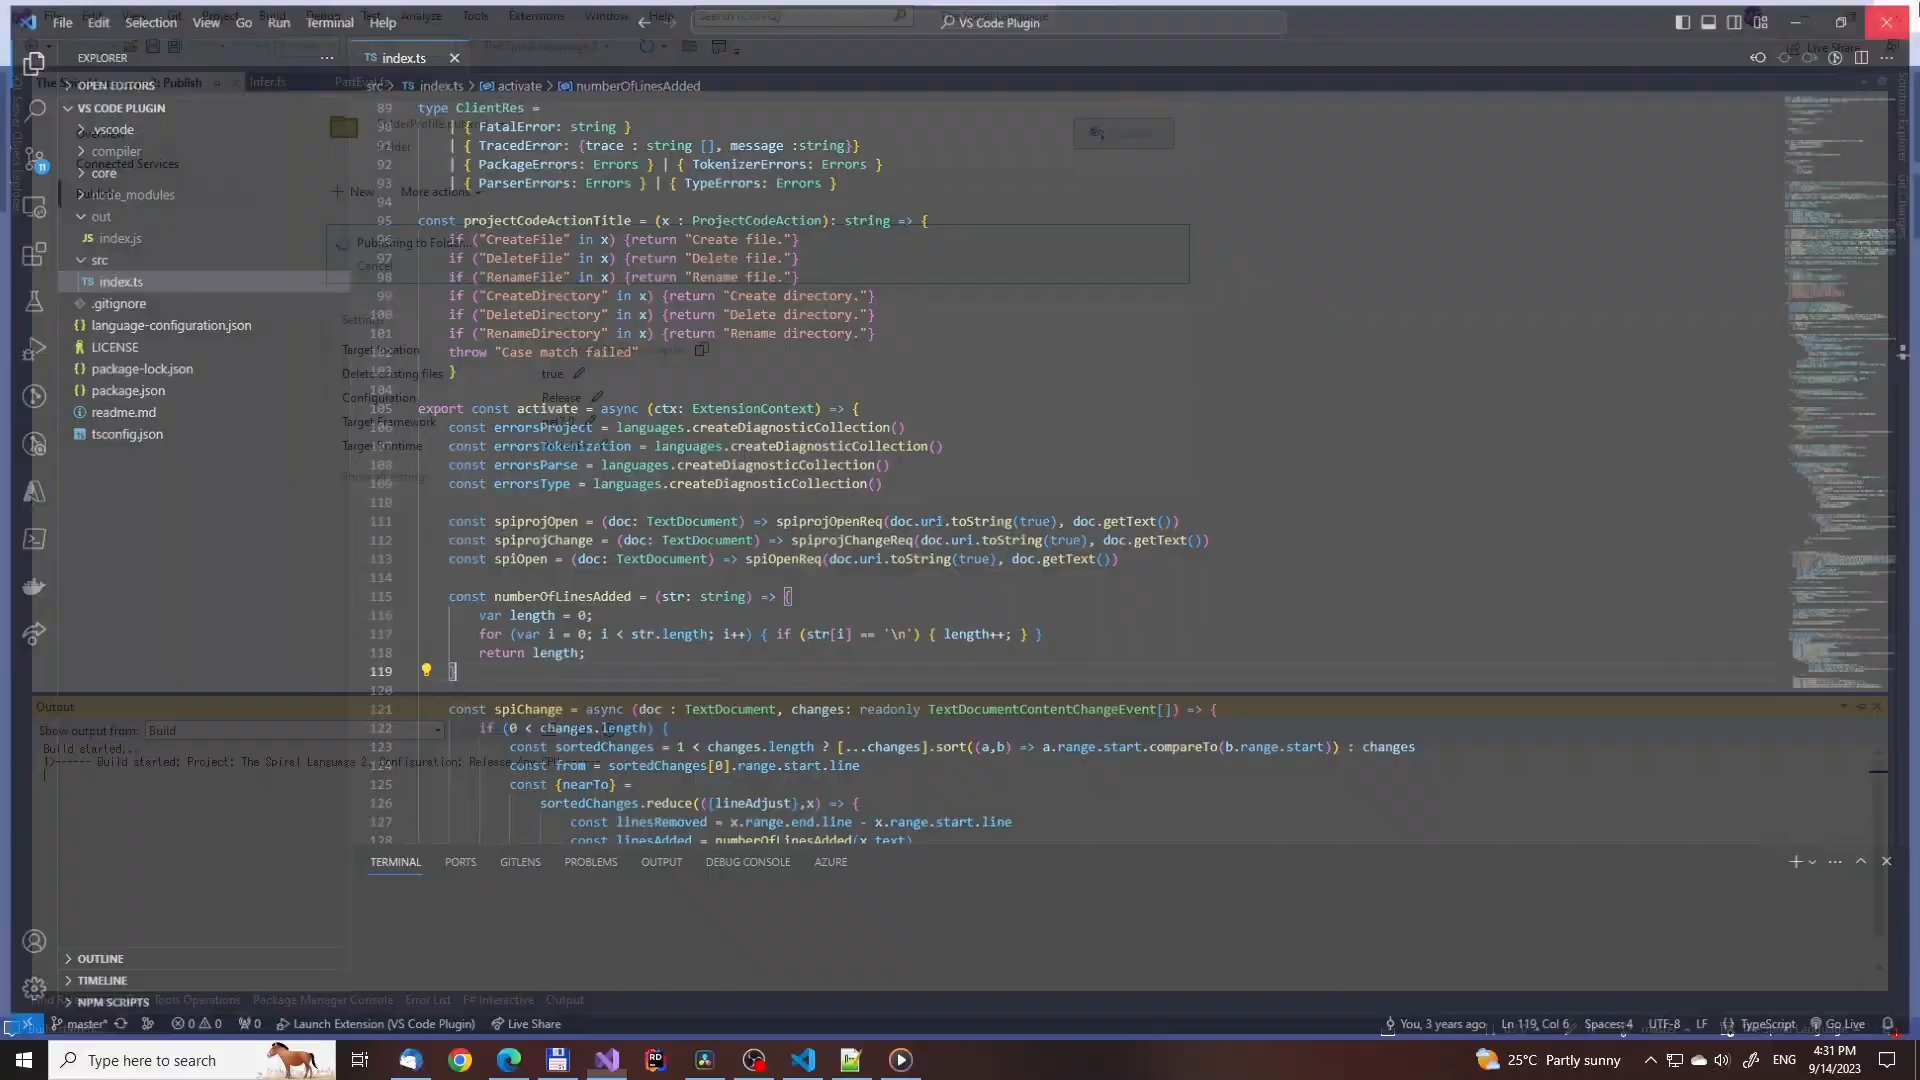 File Edit Selection View Go Run Terminal Help
VS Code Plugin
EXPLORER
index.ts
OPEN EDITORS
src > TS index.ts > activate > numberOfLinesAdded
VS CODE PLUGIN
.vscode
compiler
core
node_modules
out
JS index.js
src
TS index.ts
.gitignore
language-configuration.json
LICENSE
package-lock.json
package.json
readme.md
tsconfig.json
OUTLINE
TIMELINE
NPM SCRIPTS
Connected Services
New More actions
Publishing to Folder...
Cancel
Target location
Delete existing files true
Configuration Release
Target Framework
Target Runtime
89 type ClientRes =
90 | { FatalError: string }
91 | { TracedError: {trace : string [], message :string}}
92 | { PackageErrors: Errors } | { TokenizerErrors: Errors }
93 | { ParserErrors: Errors } | { TypeErrors: Errors }
94
95 const projectCodeActionTitle = (x : ProjectCodeAction): string => {
96 if ("CreateFile" in x) {return "Create file."}
97 if ("DeleteFile" in x) {return "Delete file."}
98 if ("RenameFile" in x) {return "Rename file."}
99 if ("CreateDirectory" in x) {return "Create directory."}
100 if ("DeleteDirectory" in x) {return "Delete directory."}
101 if ("RenameDirectory" in x) {return "Rename directory."}
102 throw "Case match failed"
103 }
104
105 export const activate = async (ctx: ExtensionContext) => {
106 const errorsProject = languages.createDiagnosticCollection()
107 const errorsTokenization = languages.createDiagnosticCollection()
108 const errorsParse = languages.createDiagnosticCollection()
109 const errorsType = languages.createDiagnosticCollection()
110
111 const spiprojOpen = (doc: TextDocument) => spiprojOpenReq(doc.uri.toString(true), doc.getText())
112 const spiprojChange = (doc: TextDocument) => spiprojChangeReq(doc.uri.toString(true), doc.getText())
113 const spiOpen = (doc: TextDocument) => spiOpenReq(doc.uri.toString(true), doc.getText())
114
115 const numberOfLinesAdded = (str: string) => {
116 var length = 0;
117 for (var i = 0; i < str.length; i++) { if (str[i] == '\n') { length++; } }
118 return length;
119 }
120
121 const spiChange = async (doc : TextDocument, changes: readonly TextDocumentContentChangeEvent[]) => {
122 if (0 < changes.length) {
123 const sortedChanges = 1 < changes.length ? [...changes].sort((a,b) => a.range.start.compareTo(b.range.start)) : changes
124 const from = sortedChanges[0].range.start.line
125 const {nearTo} =
126 sortedChanges.reduce(({lineAdjust},x) => {
127 const linesRemoved = x.range.end.line - x.range.start.line
128 const linesAdded = numberOfLinesAdded(x.text)
Output
Show output from: Build
Build started...
1>------ Build started: Project: The Spiral Language 2, Configuration: Release Any CPU
TERMINAL PORTS GITLENS PROBLEMS OUTPUT DEBUG CONSOLE AZURE
Package Manager Console Error List F# Interactive Output
master* 0 0 0 Launch Extension (VS Code Plugin) Live Share
You, 3 years ago Ln 119, Col 6 Spaces: 4 UTF-8 LF TypeScript Go Live
Type here to search
25°C Partly sunny ENG 4:31 PM
9/14/2023